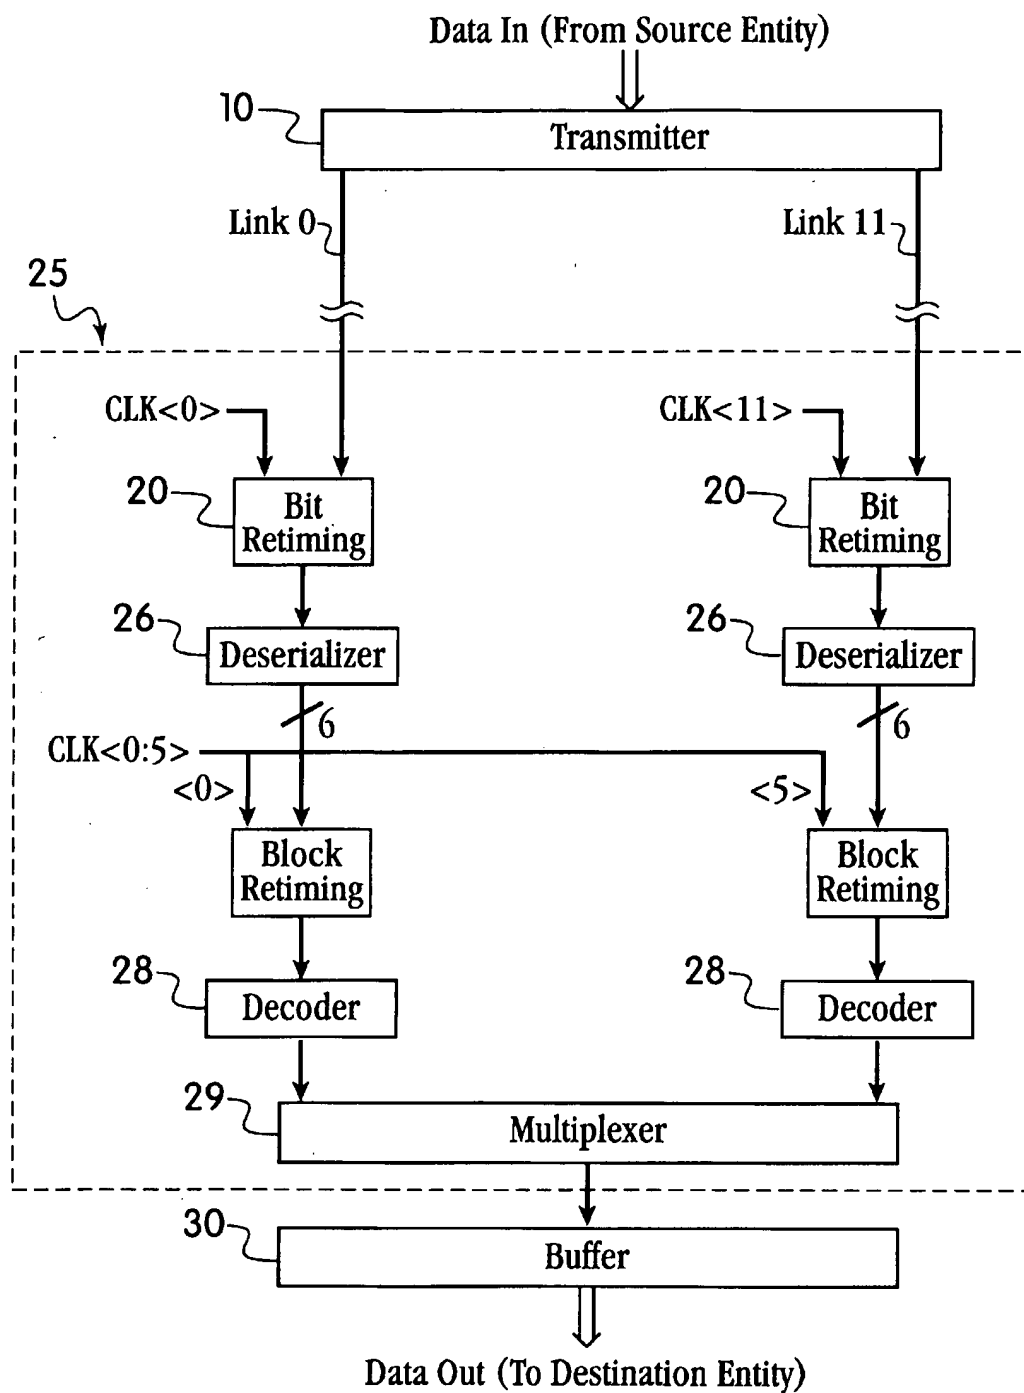 Data In (From Source Entity)
10
Transmitter
Link 0
Link 11
25
CLK<0>
CLK<11>
20
Bit
Retiming
20
Bit
Retiming
26
Deserializer
26
Deserializer
6
6
CLK<0:5>
<0>
<5>
Block
Retiming
Block
Retiming
28
Decoder
28
Decoder
29
Multiplexer
30
Buffer
Data Out (To Destination Entity)